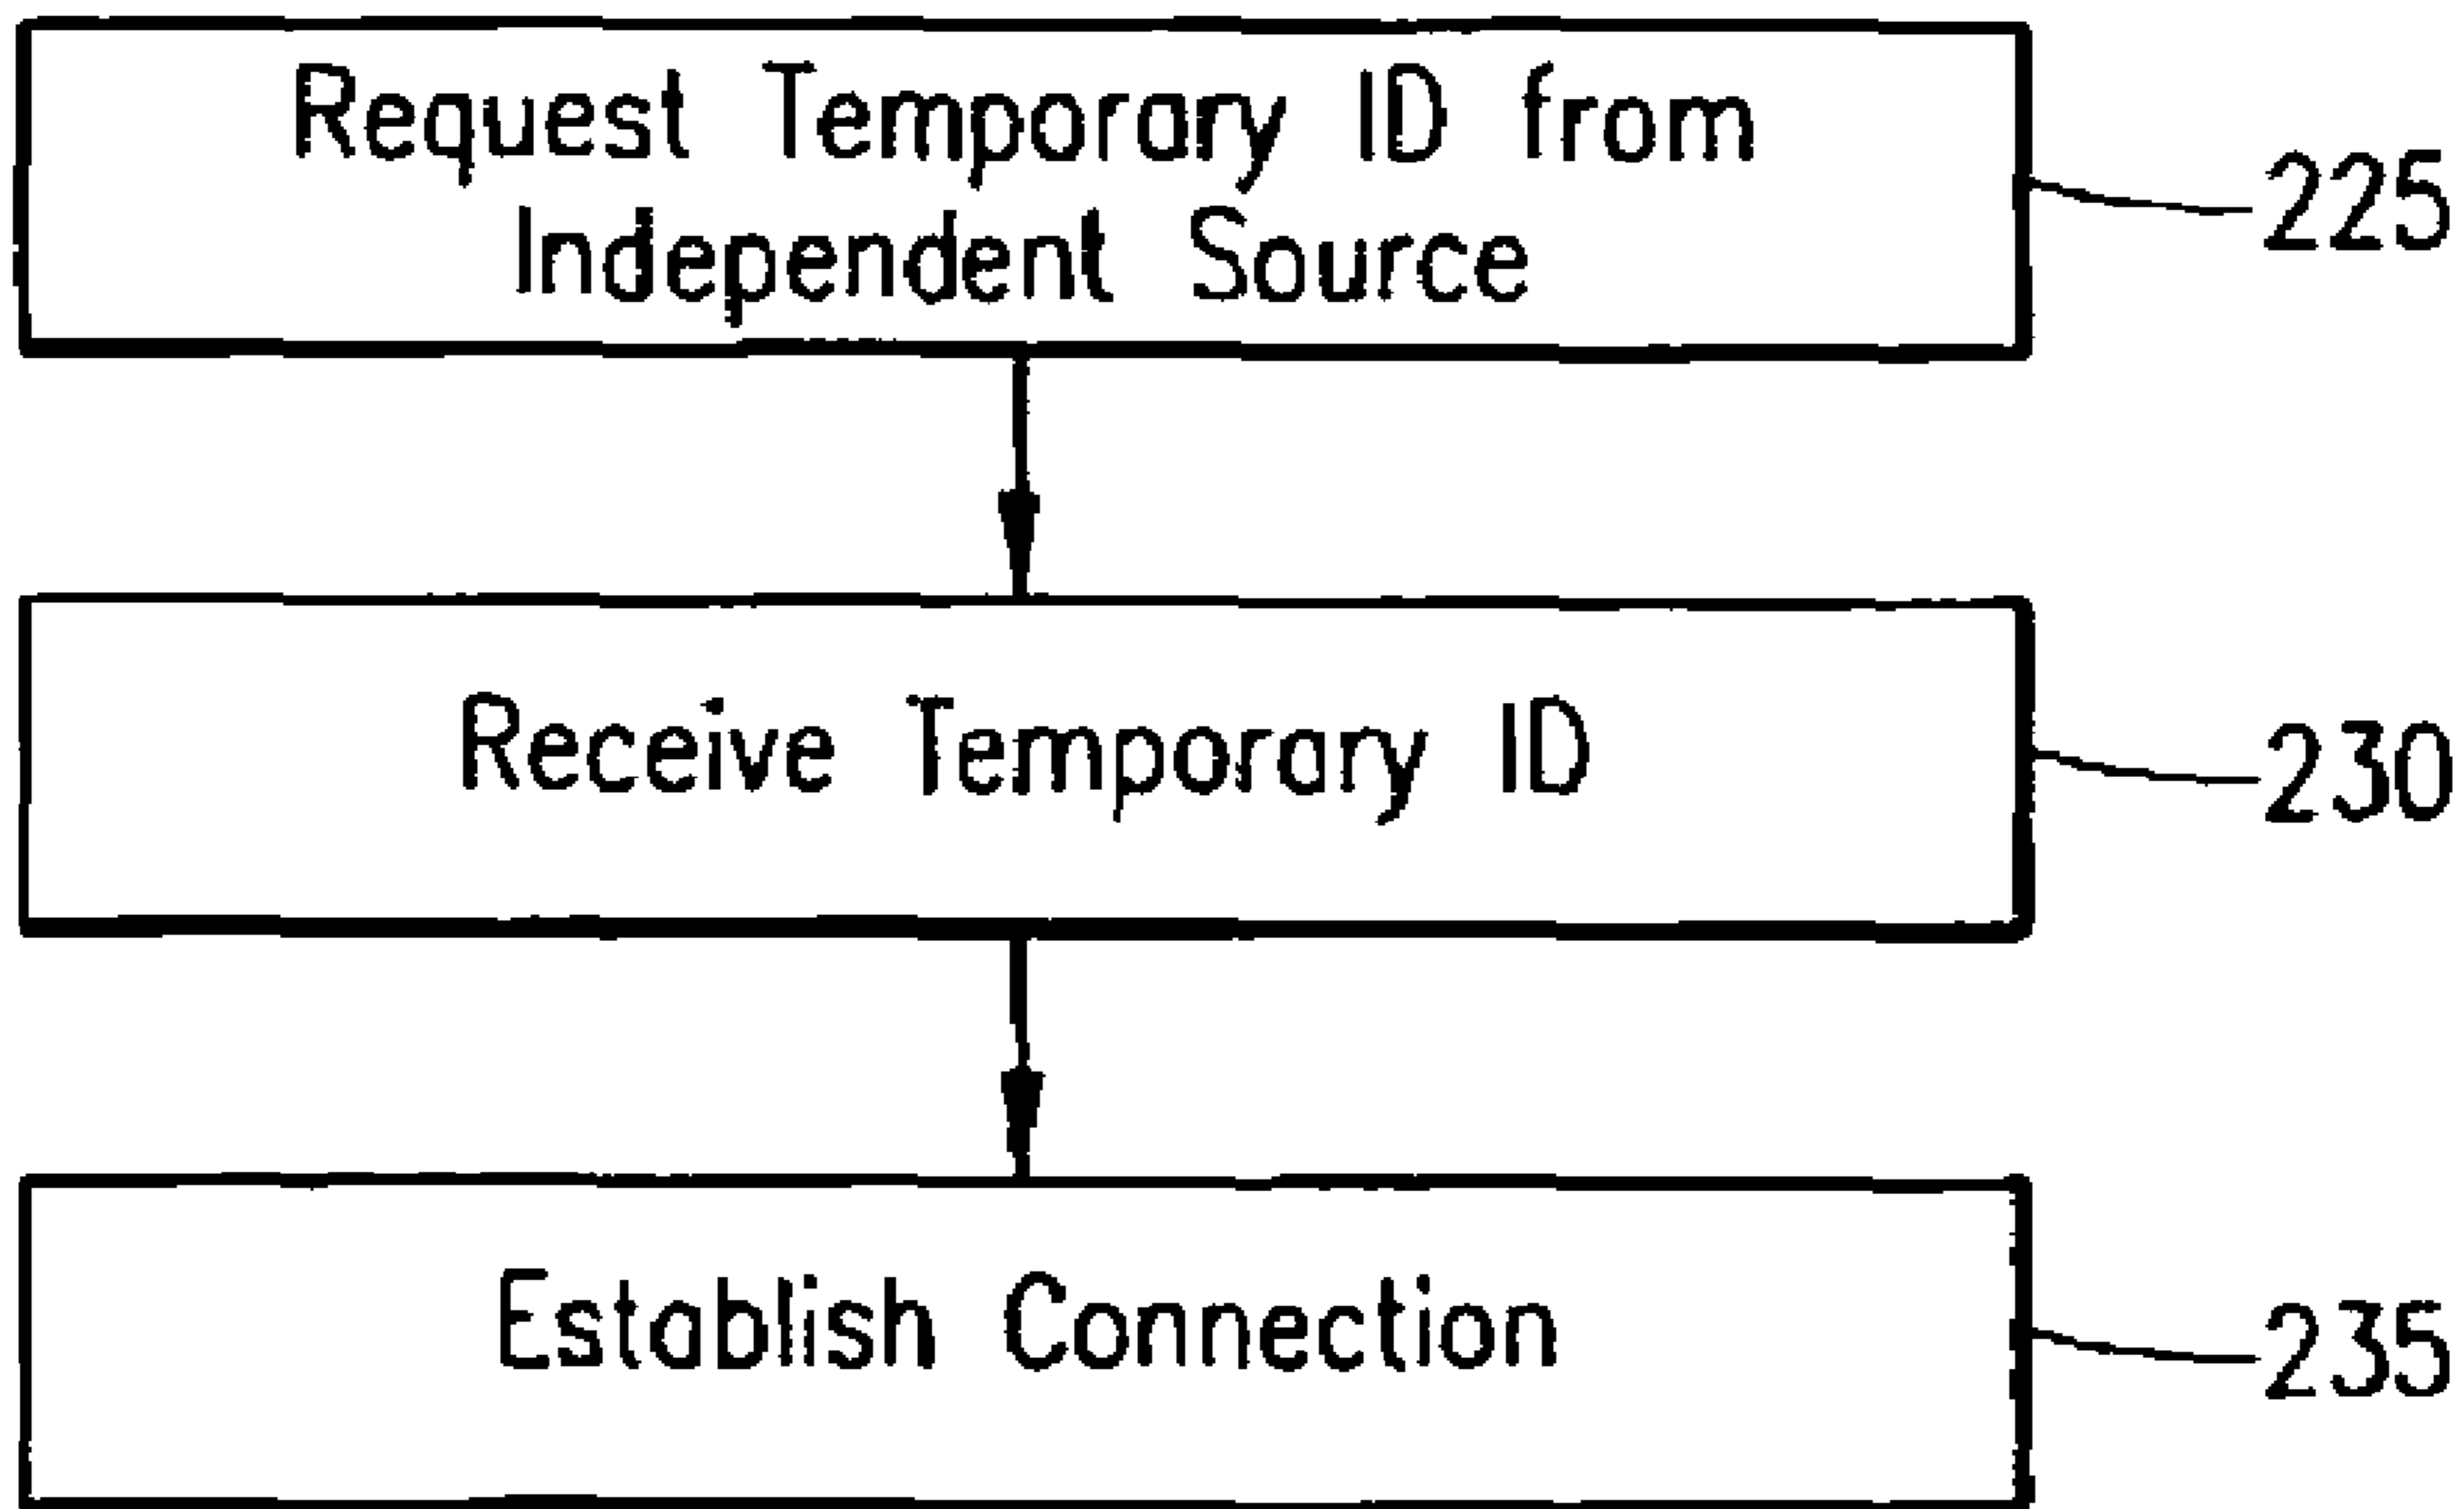 Request Temporary ID from
Independent Source
225
Receive Temporary ID
230
Establish Connection
235